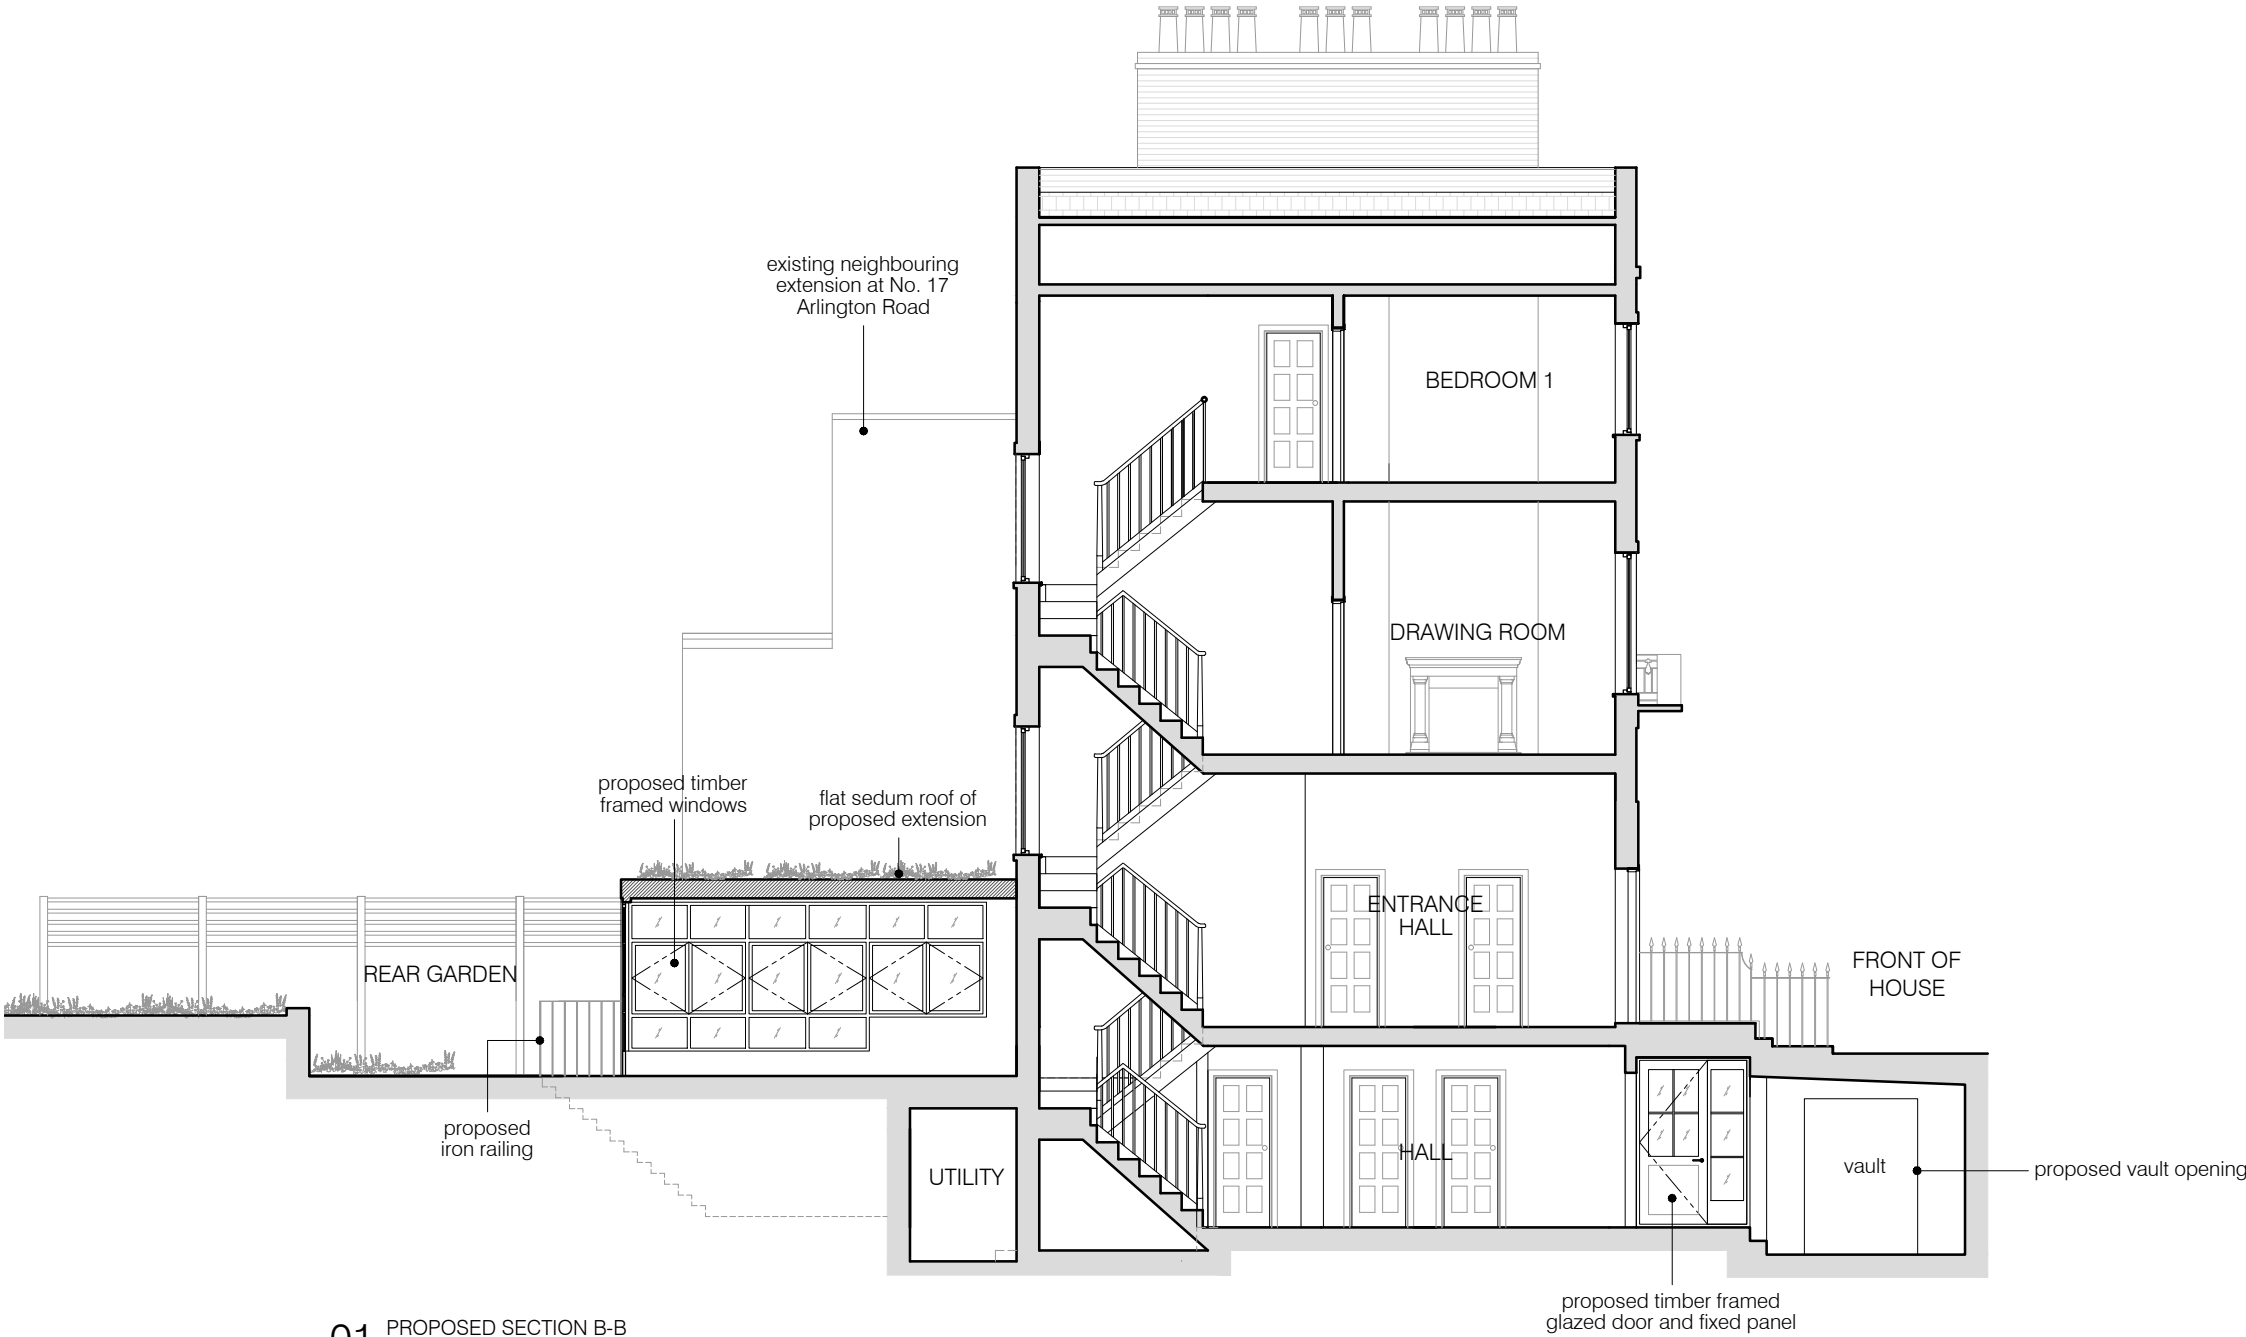 existing neighbouring
extension at No. 17
Arlington Road
BEDROOM 1
DRAWING ROOM
proposed timber
framed windows
flat sedum roof of
proposed extension
ENTRANCE
HALL
REAR GARDEN
FRONT OF
HOUSE
proposed
iron railing
UTILITY
HALL
vault
proposed vault opening
proposed timber framed
glazed door and fixed panel
01 PROPOSED SECTION B-B